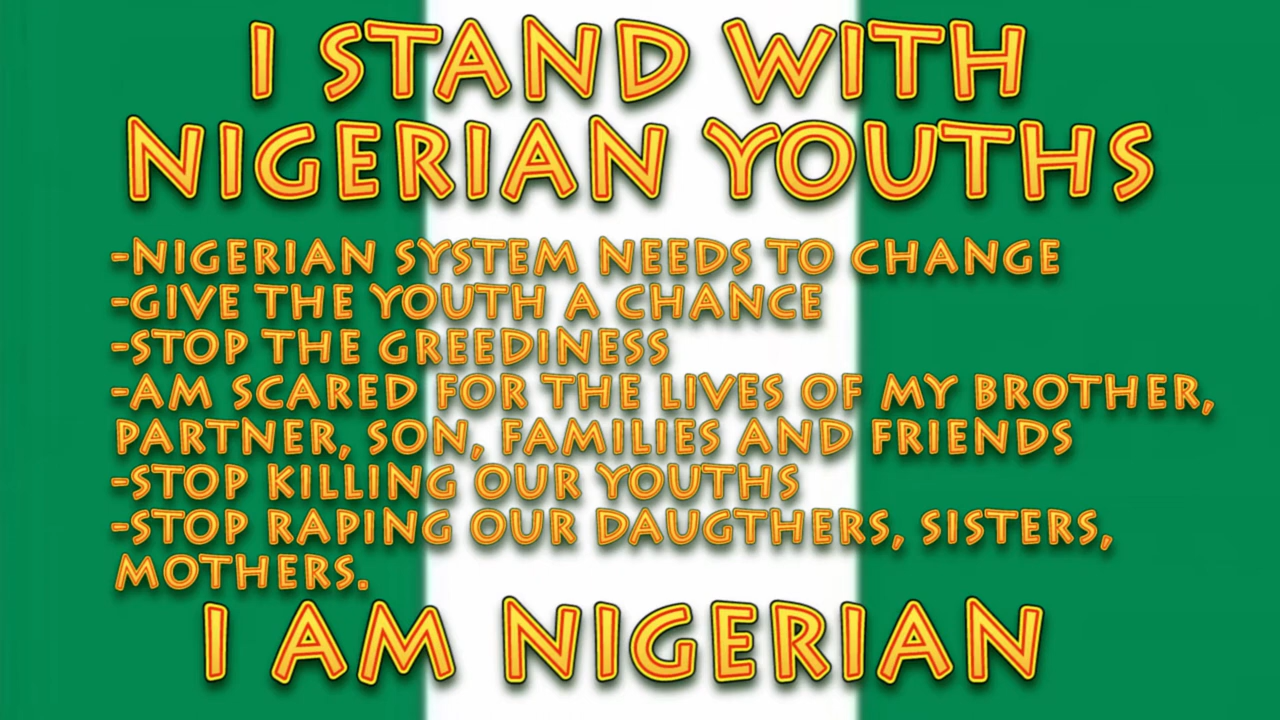 I STAND WITH
NIGERIAN YOUTHS
-NIGERIAN SYSTEM NEEDS TO CHANGE
-GIVE THE YOUTH A CHANCE
-STOP THE GREEDINESS
-AM SCARED FOR THE LIVES OF MY BROTHER,
PARTNER, SON, FAMILIES AND FRIENDS
-STOP KILLING OUR YOUTHS
-STOP RAPING OUR DAUGTHERS, SISTERS,
MOTHERS.
I AM NIGERIAN